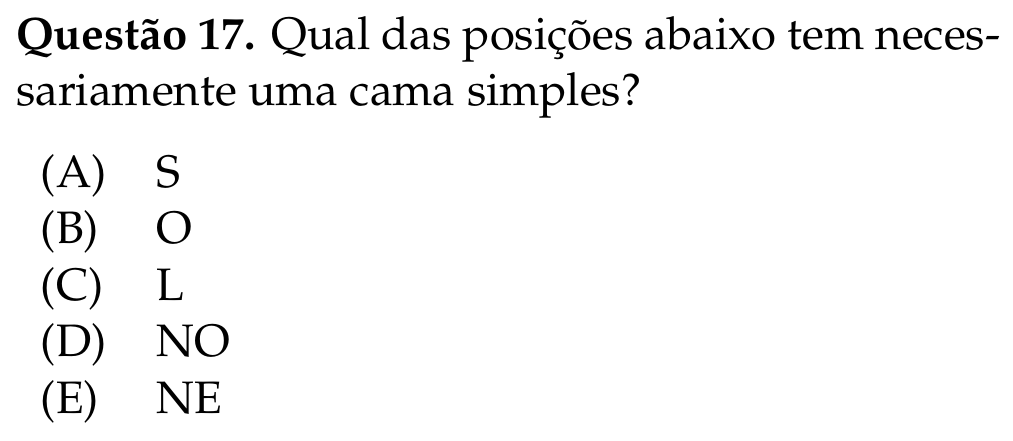 Questão 17. Qual das posições abaixo tem neces-
sariamente uma cama simples?
(A) S
(B) O
(C) L
(D) NO
(E) NE